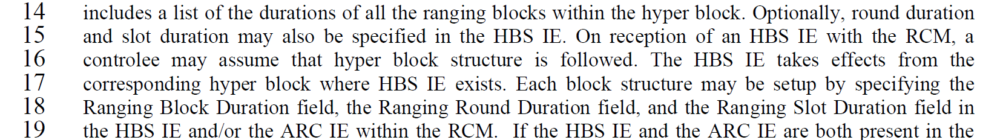 14 includes a list of the durations of all the ranging blocks within the hyper block. Optionally, round duration
15 and slot duration may also be specified in the HBS IE. On reception of an HBS IE with the RCM, a
16 controlee may assume that hyper block structure is followed. The HBS IE takes effects from the
17 corresponding hyper block where HBS IE exists. Each block structure may be setup by specifying the
18 Ranging Block Duration field, the Ranging Round Duration field, and the Ranging Slot Duration field in
19 the HBS IE and/or the ARC IE within the RCM.  If the HBS IE and the ARC IE are both present in the